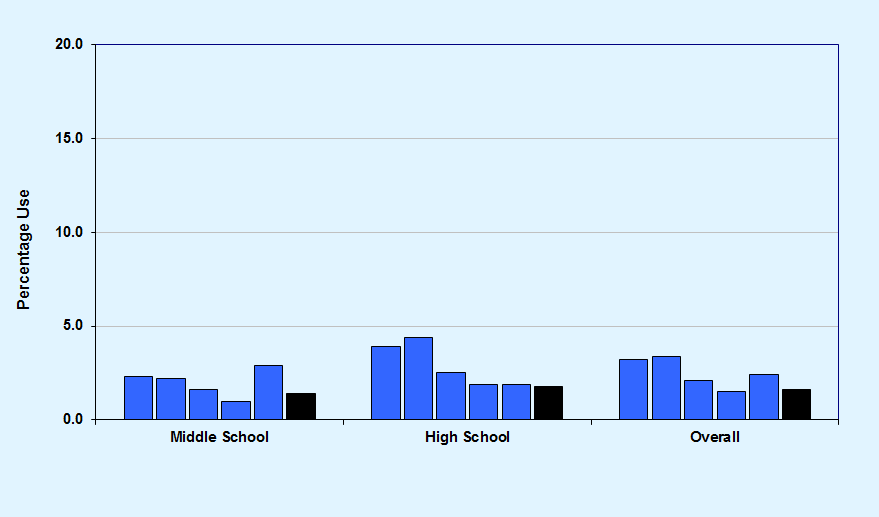 20.0
15.0
10.0
5.0
0.0
Percentage Use
Middle School
High School
Overall